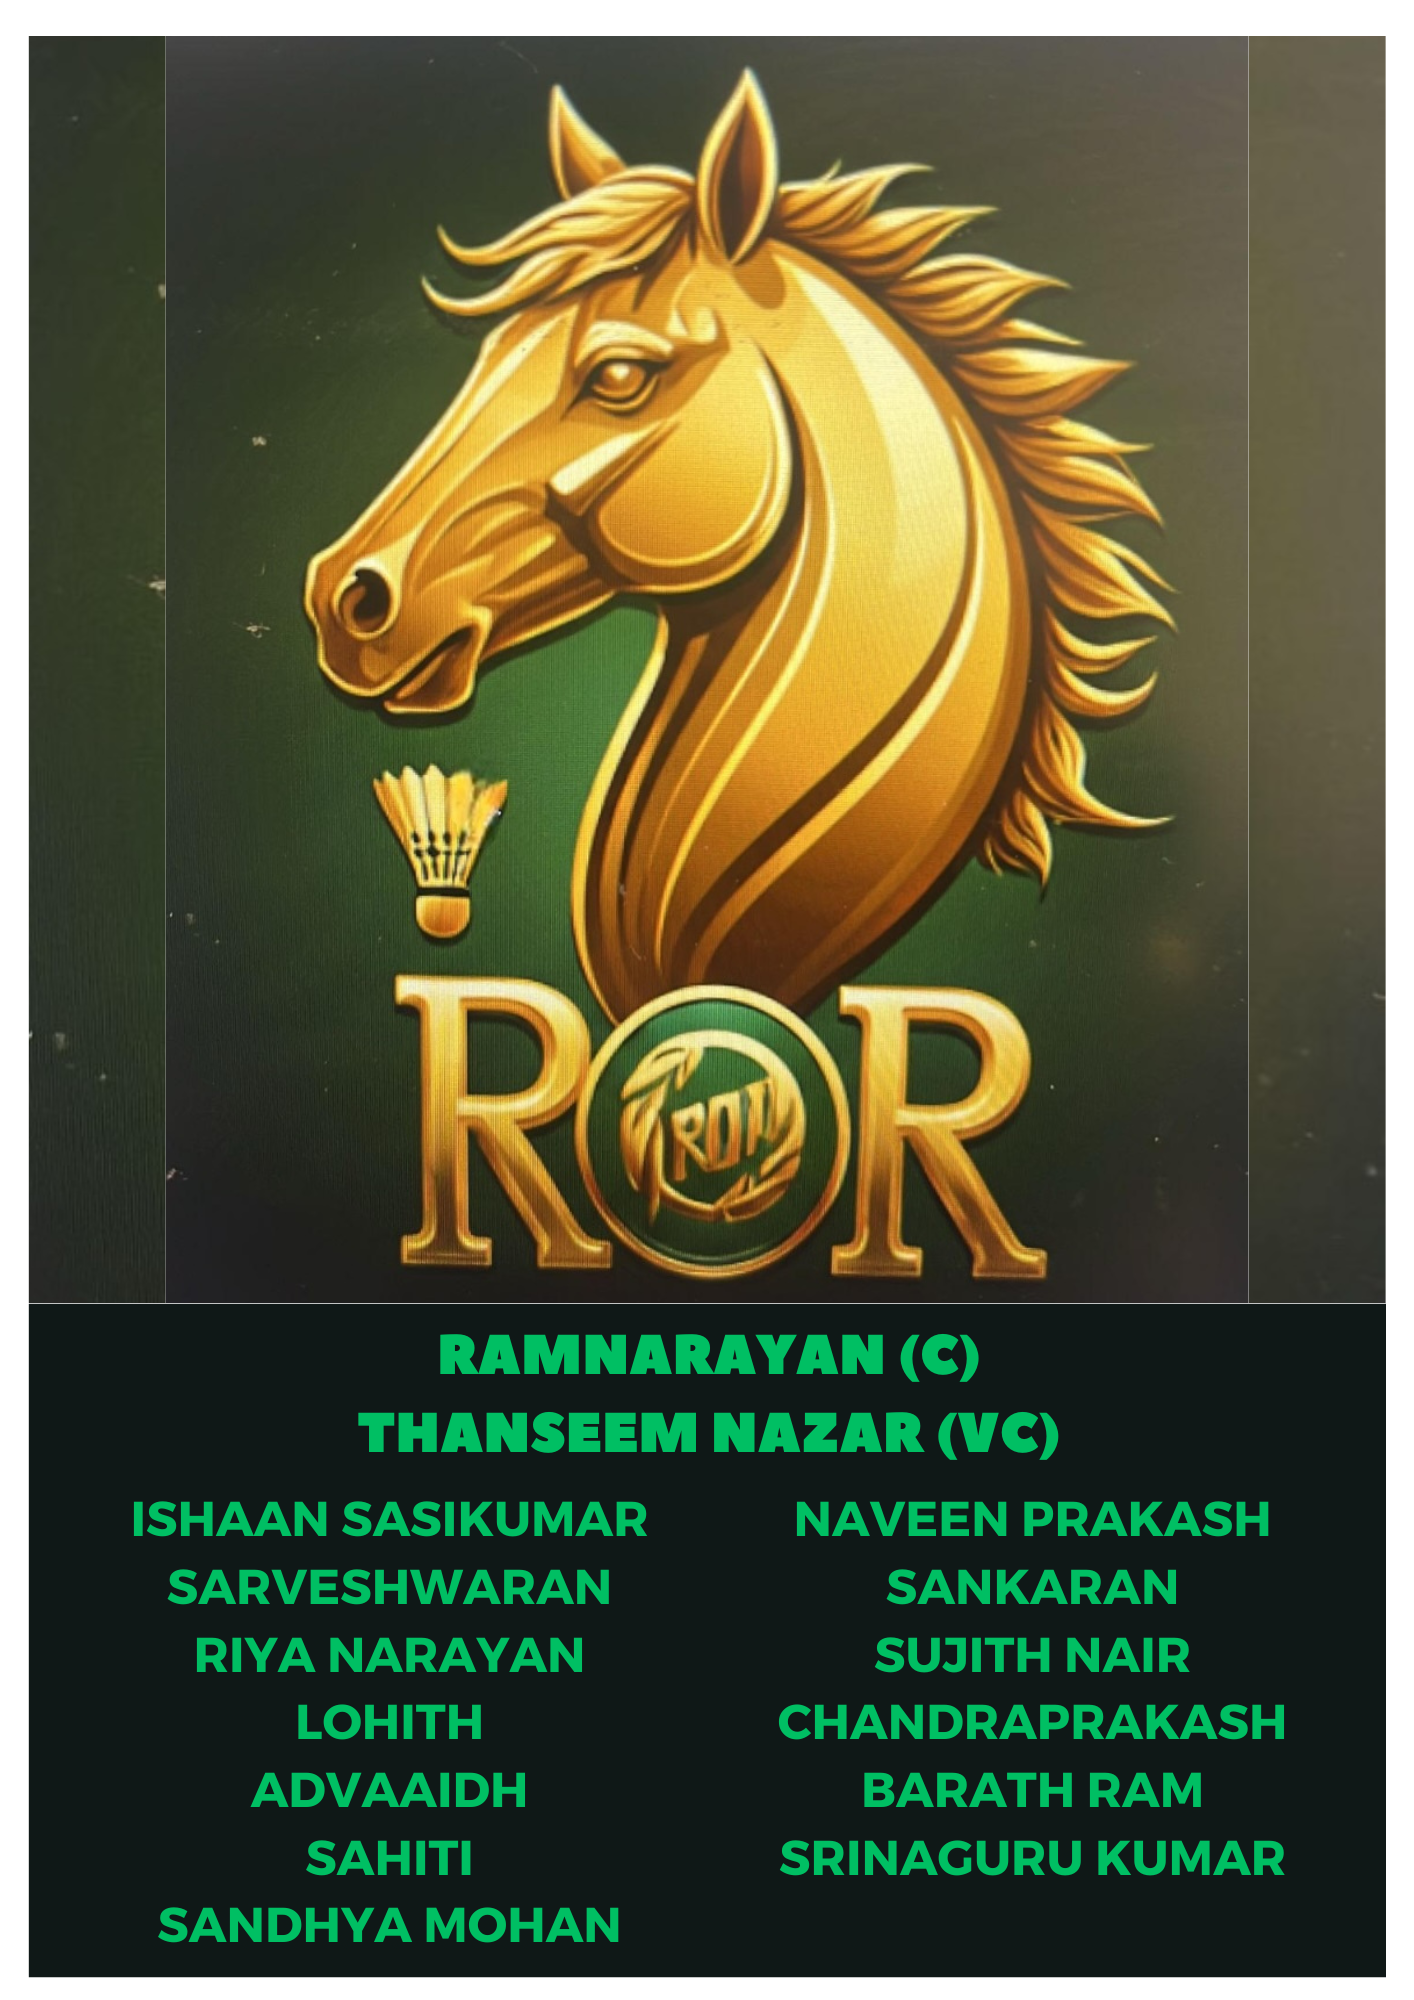 ROR
RAMNARAYAN (C)
THANSEEM NAZAR (VC)
ISHAAN SASIKUMAR
SARVESHWARAN
RIYA NARAYAN
LOHITH
ADVAAIDH
SAHITI
SANDHYA MOHAN
NAVEEN PRAKASH
SANKARAN
SUJITH NAIR
CHANDRAPRAKASH
BARATH RAM
SRINAGURU KUMAR